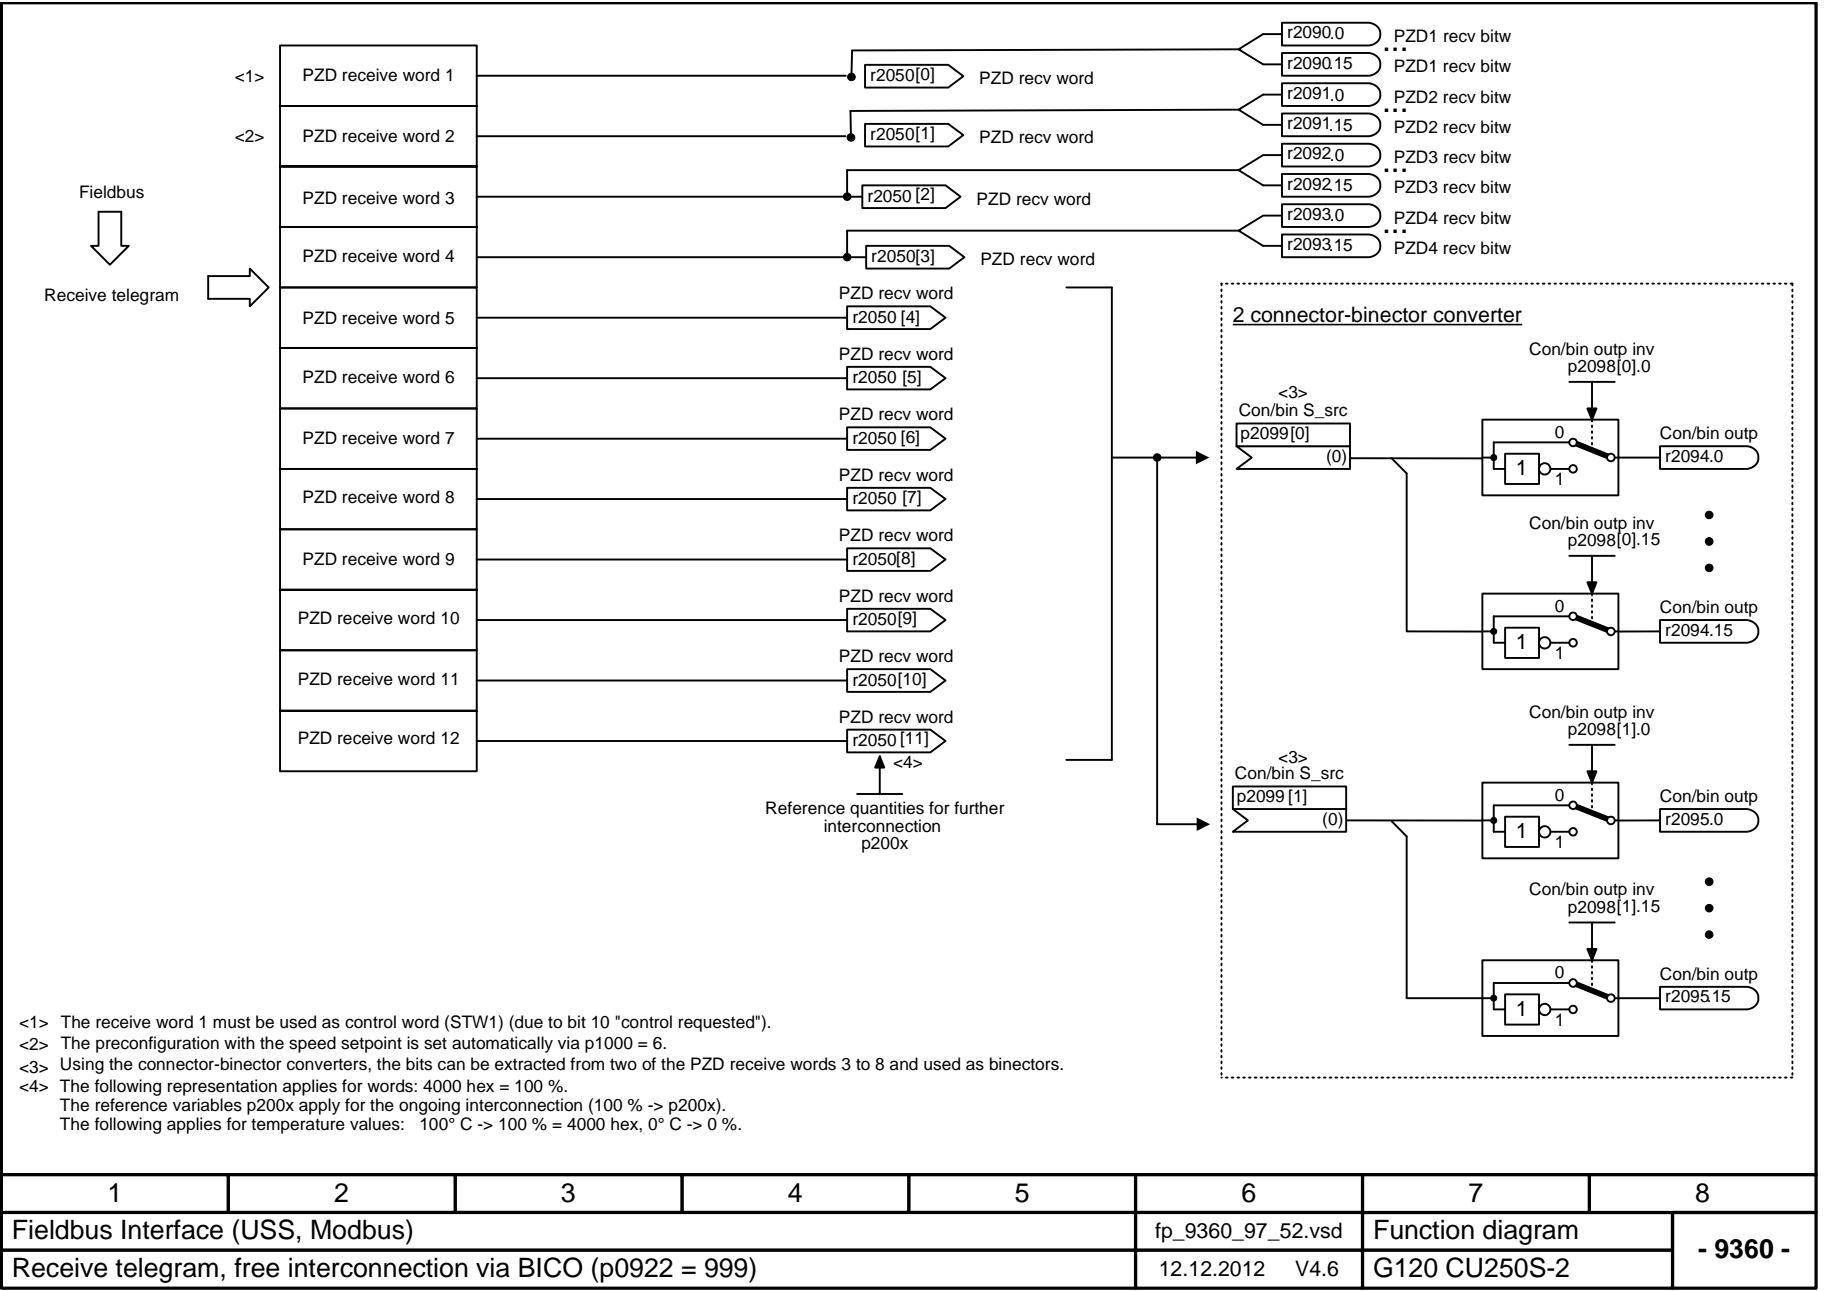 <1>
PZD receive word 1
r2050[0]
PZD recv word
r2090.0
PZD1 recv bitw
...
r2090.15
PZD1 recv bitw
<2>
PZD receive word 2
r2050[1]
PZD recv word
r2091.0
PZD2 recv bitw
...
r2091.15
PZD2 recv bitw
PZD receive word 3
r2050 [2]
PZD recv word
r2092.0
PZD3 recv bitw
...
r2092.15
PZD3 recv bitw
Fieldbus
Receive telegram
PZD receive word 4
r2050[3]
PZD recv word
r2093.0
PZD4 recv bitw
...
r2093.15
PZD4 recv bitw
PZD receive word 5
PZD recv word
r2050 [4]
PZD receive word 6
PZD recv word
r2050 [5]
PZD receive word 7
PZD recv word
r2050 [6]
PZD receive word 8
PZD recv word
r2050 [7]
PZD receive word 9
PZD recv word
r2050[8]
PZD receive word 10
PZD recv word
r2050[9]
PZD receive word 11
PZD recv word
r2050[10]
PZD receive word 12
PZD recv word
r2050 [11]
<4>
Reference quantities for further
interconnection
p200x
2 connector-binector converter
<3>
Con/bin S_src
p2099[0]
(0)
Con/bin outp inv
p2098[0].0
0
1
1
Con/bin outp
r2094.0
Con/bin outp inv
p2098[0].15
0
1
1
Con/bin outp
r2094.15
<3>
Con/bin S_src
p2099 [1]
(0)
Con/bin outp inv
p2098[1].0
0
1
1
Con/bin outp
r2095.0
Con/bin outp inv
p2098[1].15
0
1
1
Con/bin outp
r2095.15
<1> The receive word 1 must be used as control word (STW1) (due to bit 10 "control requested").
<2> The preconfiguration with the speed setpoint is set automatically via p1000 = 6.
<3> Using the connector-binector converters, the bits can be extracted from two of the PZD receive words 3 to 8 and used as binectors.
<4> The following representation applies for words: 4000 hex = 100 %.
The reference variables p200x apply for the ongoing interconnection (100 % -> p200x).
The following applies for temperature values: 100° C -> 100 % = 4000 hex, 0° C -> 0 %.
1 2 3 4 5 6 7 8
Fieldbus Interface (USS, Modbus)
fp_9360_97_52.vsd
Function diagram
- 9360 -
Receive telegram, free interconnection via BICO (p0922 = 999)
12.12.2012 V4.6
G120 CU250S-2